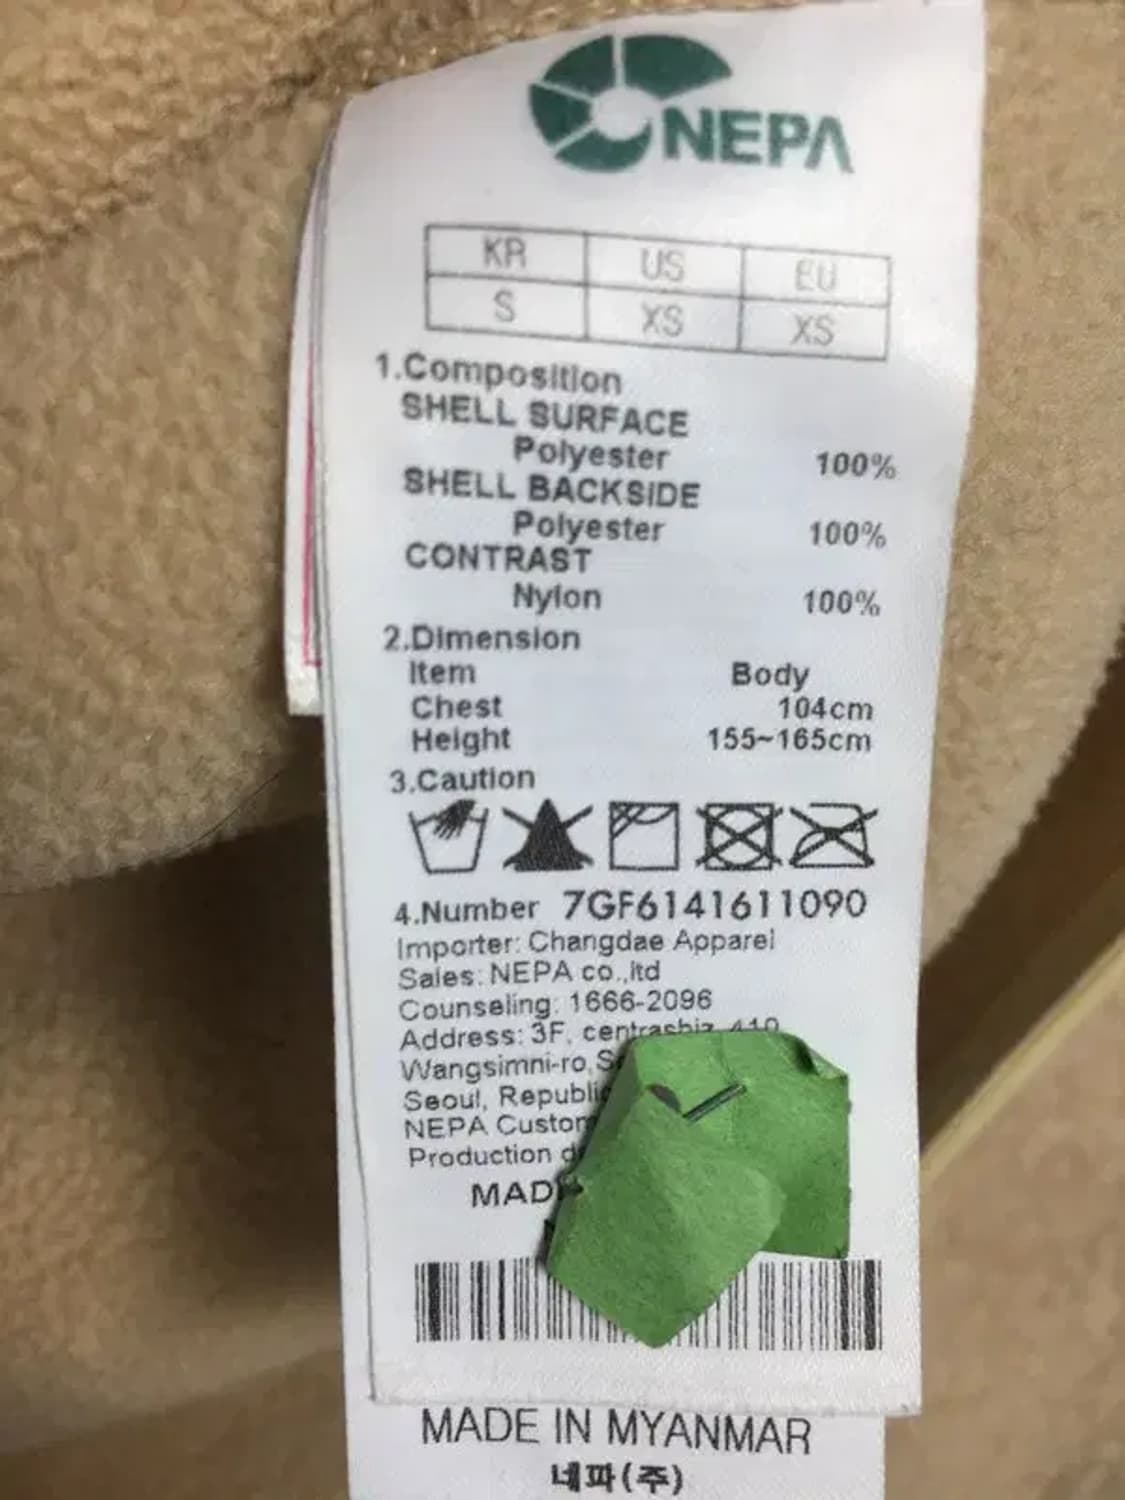 NEPA
KR US EU
S XS XS
1.Composition
SHELL SURFACE
Polyester 100%
SHELL BACKSIDE
Polyester 100%
CONTRAST
Nylon 100%
2.Dimension
Item Body
Chest 104cm
Height 155~165cm
3.Caution
4.Number 7GF6141611090
Importer: Changdae Apparel
Sales: NEPA co.,ltd
Counseling: 1666-2096
Address: 3F, centrasbiz 410
Wangsimni-ro,
Seoul,
NEPA
Production
MADE IN MYANMAR
네파(주)